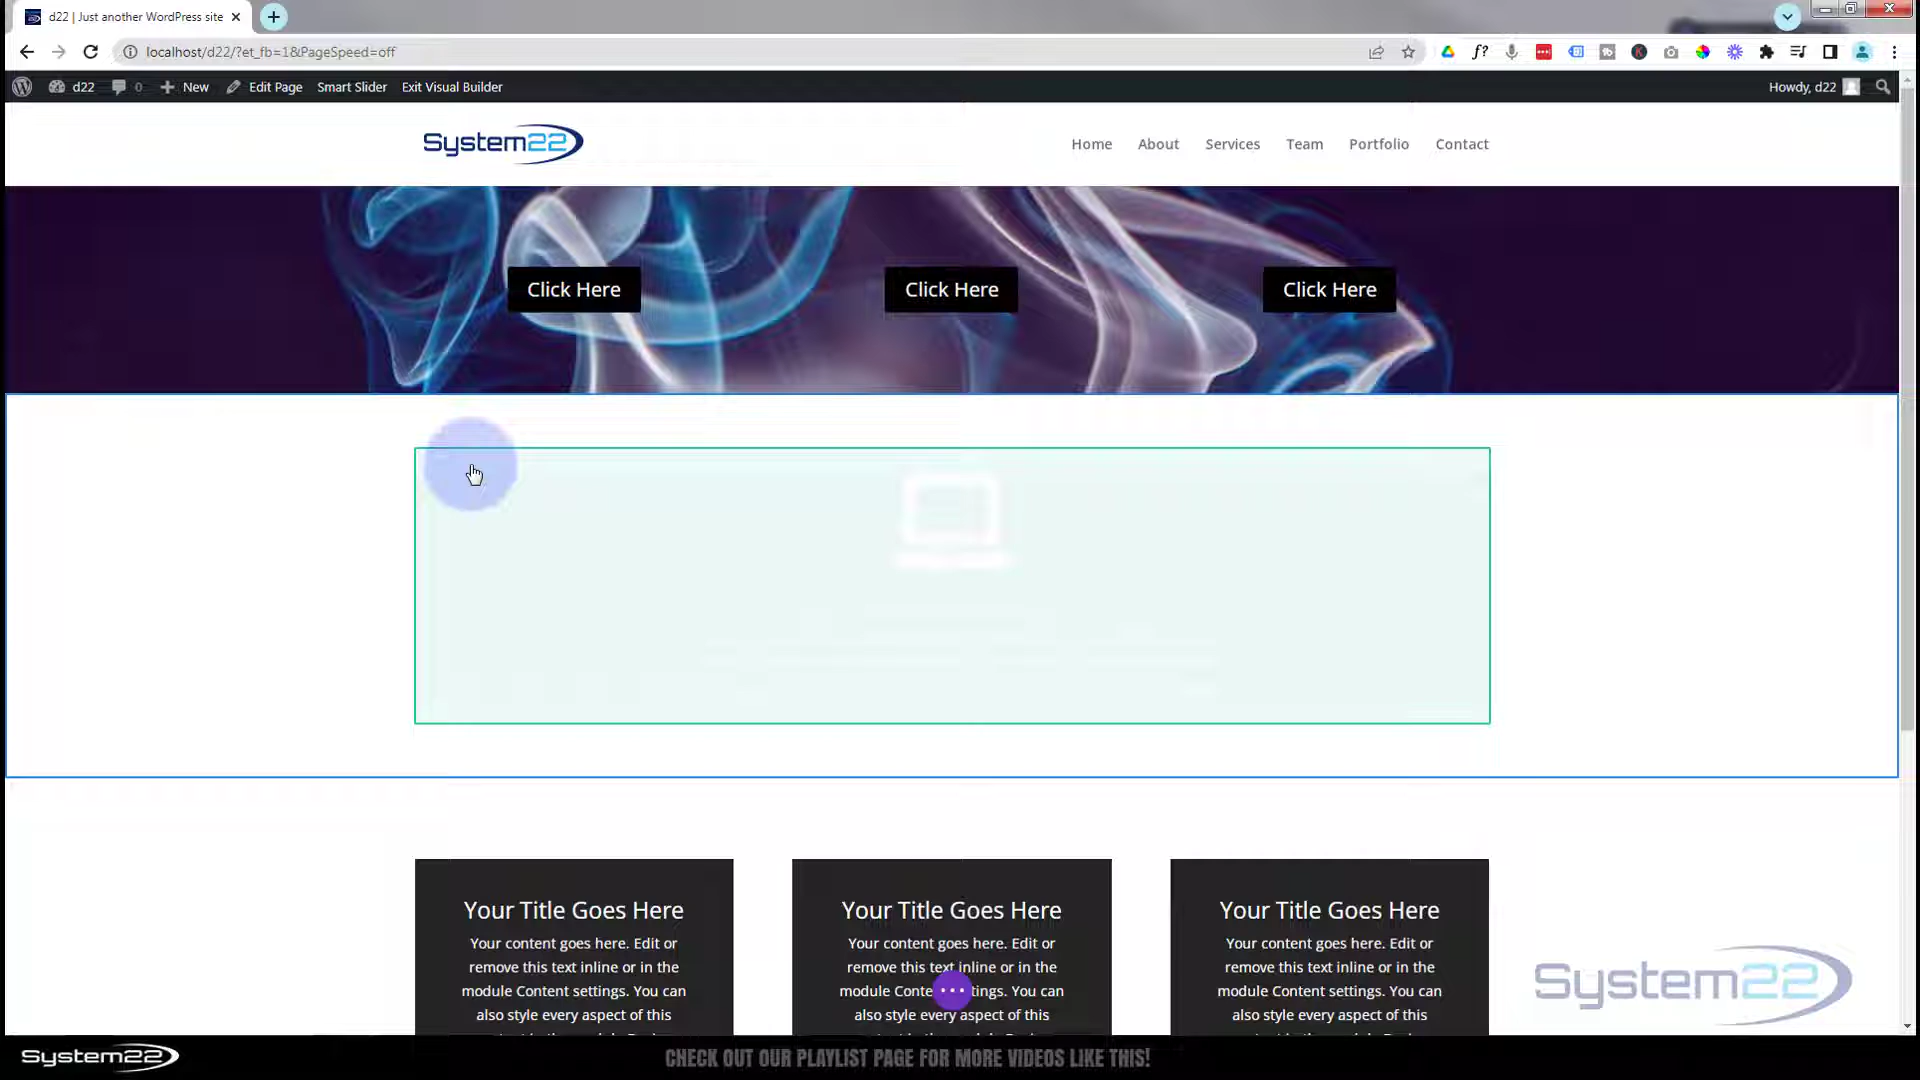 d22 | Just another WordPress site
localhost/d22/?et_fb=1&PageSpeed=off
d22 0 New Edit Page Smart Slider Exit Visual Builder Howdy, d22
System22 Home About Services Team Portfolio Contact
Click Here Click Here Click Here
Your Title Goes Here
Your content goes here. Edit or
remove this text inline or in the
module Content settings. You can
also style every aspect of this
Your Title Goes Here
Your content goes here. Edit or
remove this text inline or in the
module Conte tings. You can
also style every aspect of this
Your Title Goes Here
Your content goes here. Edit or
remove this text inline or in the
module Content settings. You can
also style every aspect of this
System22
System22 CHECK OUT OUR PLAYLIST PAGE FOR MORE VIDEOS LIKE THIS!